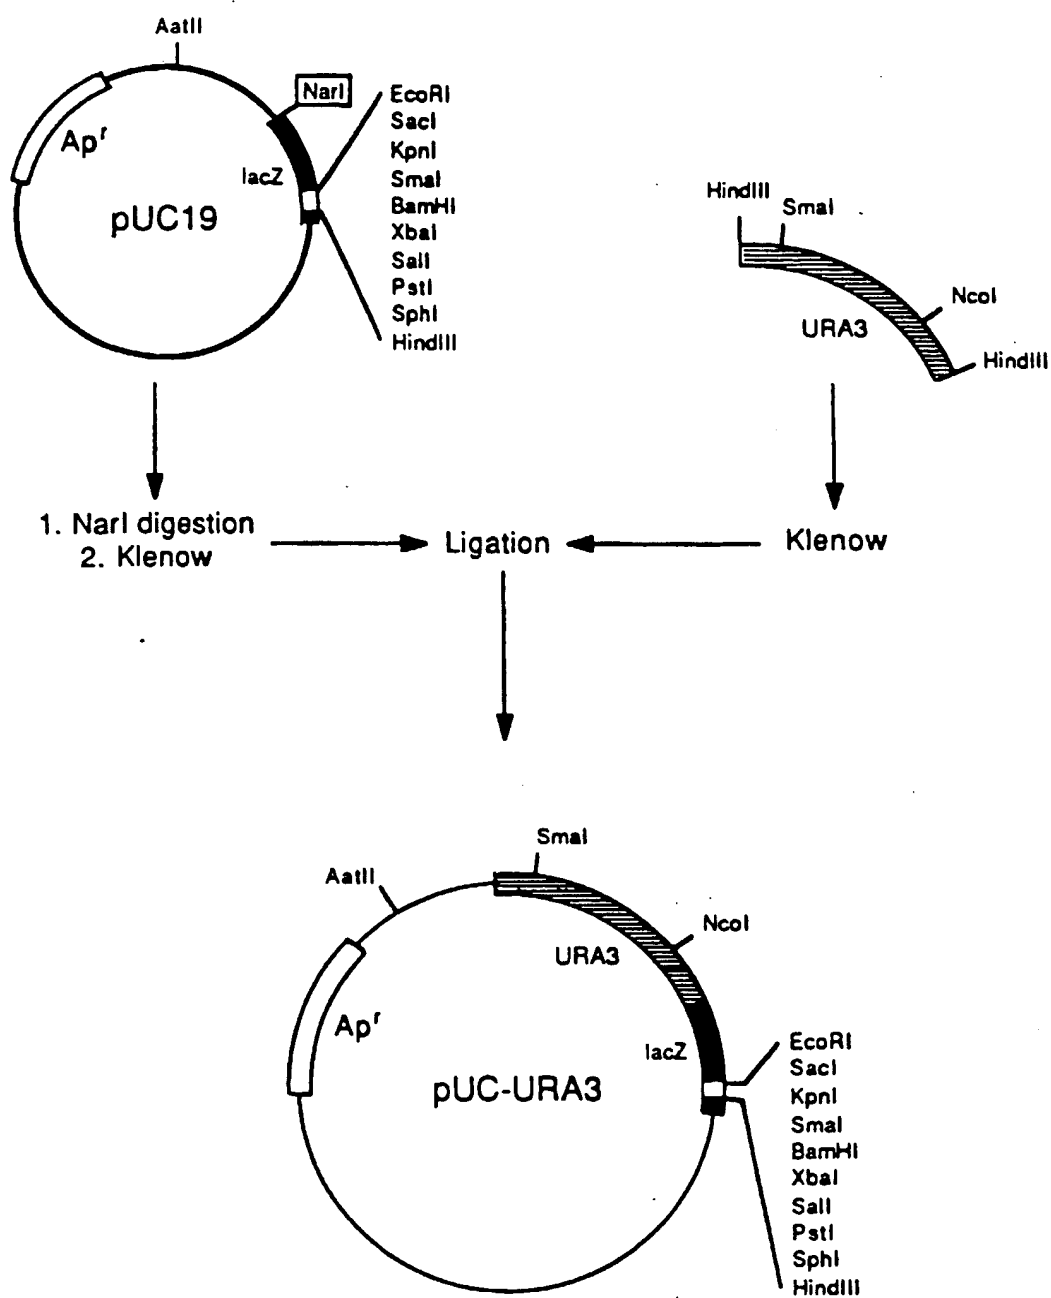 AatII
NarI
Apr
lacZ
pUC19
EcoRI
SacI
KpnI
SmaI
BamHI
XbaI
SalI
PstI
SphI
HindIII
HindIII
SmaI
NcoI
URA3
HindIII
1. NarI digestion
2. Klenow
Ligation
Klenow
SmaI
AatII
NcoI
URA3
Apr
lacZ
pUC-URA3
EcoRI
SacI
KpnI
SmaI
BamHI
XbaI
SalI
PstI
SphI
HindIII